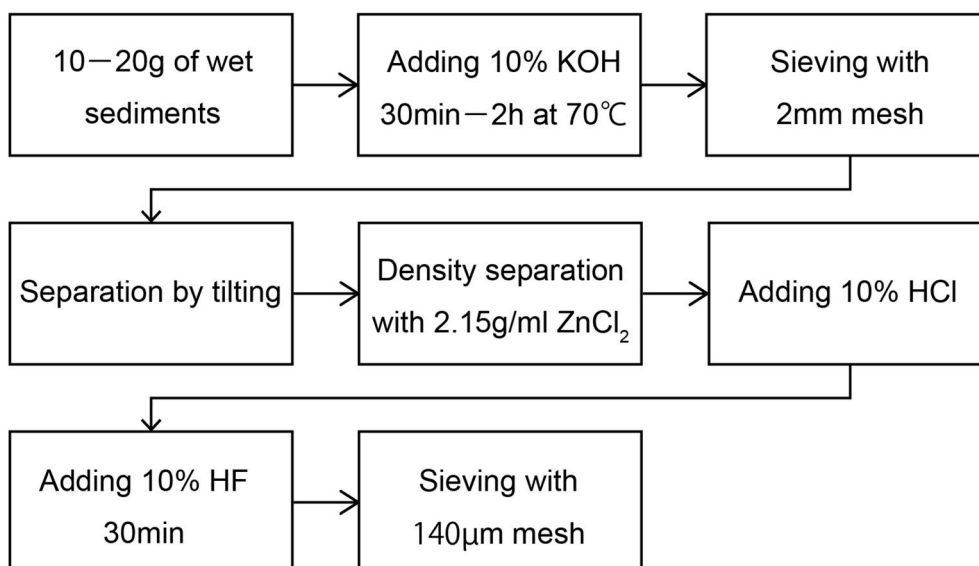 10－20g of wet
sediments
Adding 10% KOH
30min－2h at 70℃
Sieving with
2mm mesh
Separation by tilting
Density separation
with 2.15g/ml ZnCl₂
Adding 10% HCl
Adding 10% HF
30min
Sieving with
140μm mesh